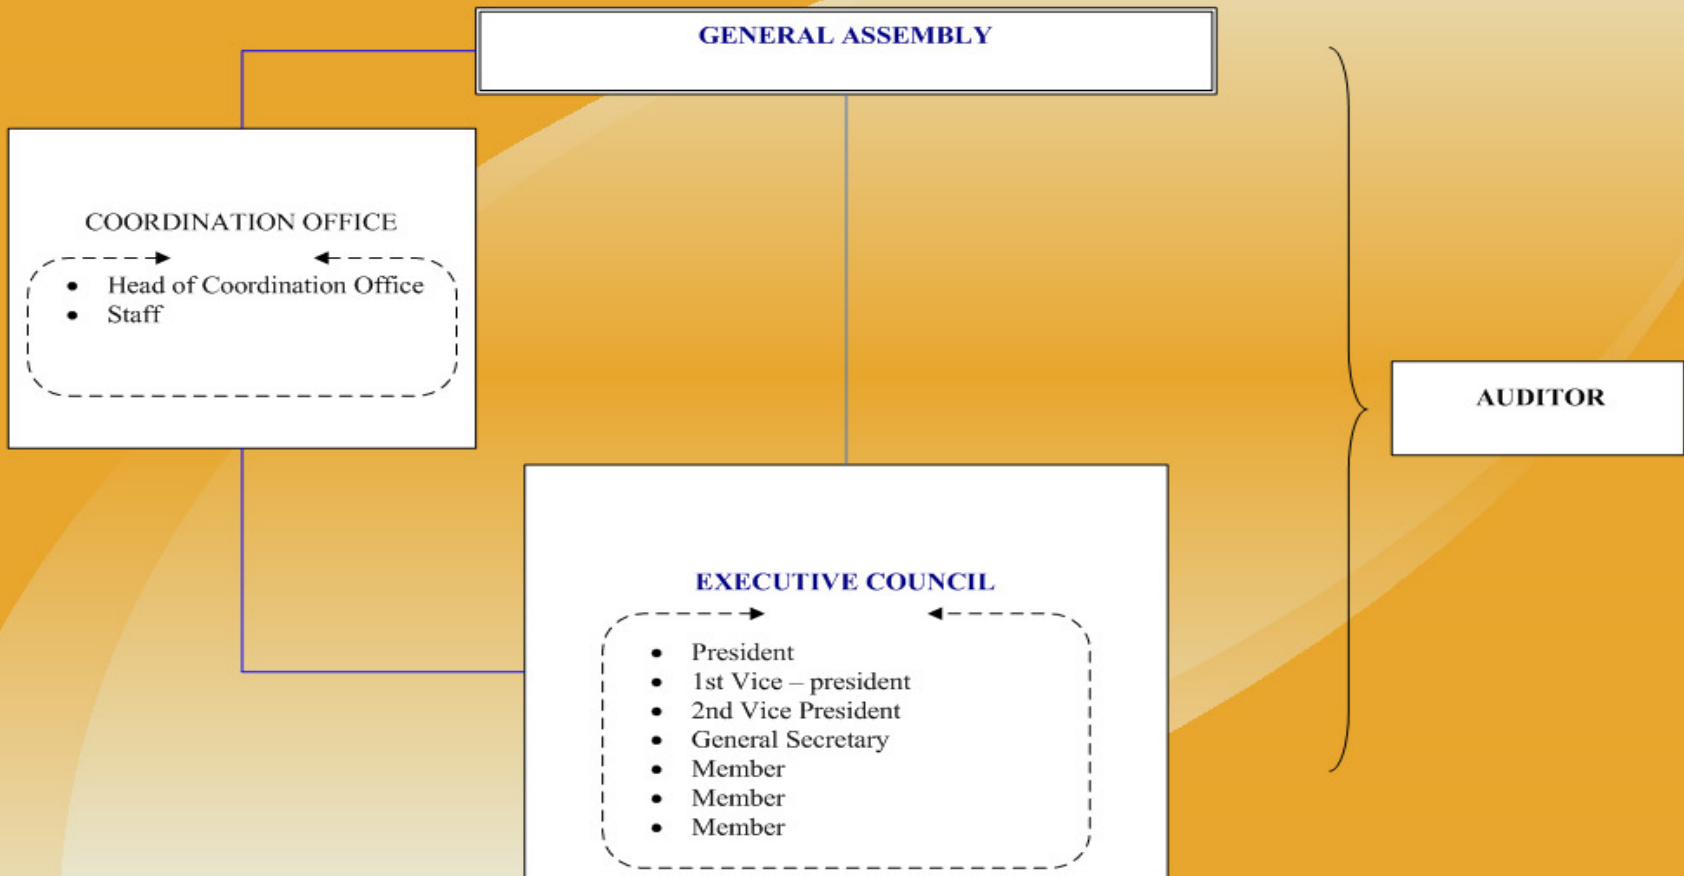 GENERAL ASSEMBLY
COORDINATION OFFICE
• Head of Coordination Office
• Staff
AUDITOR
EXECUTIVE COUNCIL
• President
• 1st Vice – president
• 2nd Vice President
• General Secretary
• Member
• Member
• Member